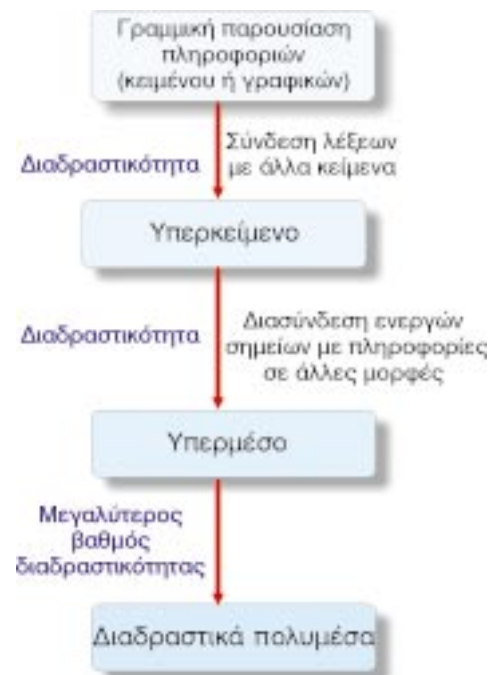 Γραμμική παρουσίαση
πληροφοριών
(κειμένου ή γραφικών)
Διαδραστικότητα
Σύνδεση λέξεων
με άλλα κείμενα
Υπερκείμενο
Διαδραστικότητα
Διασύνδεση ενεργών
σημείων με πληροφορίες
σε άλλες μορφές
Υπερμέσο
Μεγαλύτερος
βαθμός
διαδραστικότητας
Διαδραστικά πολυμέσα